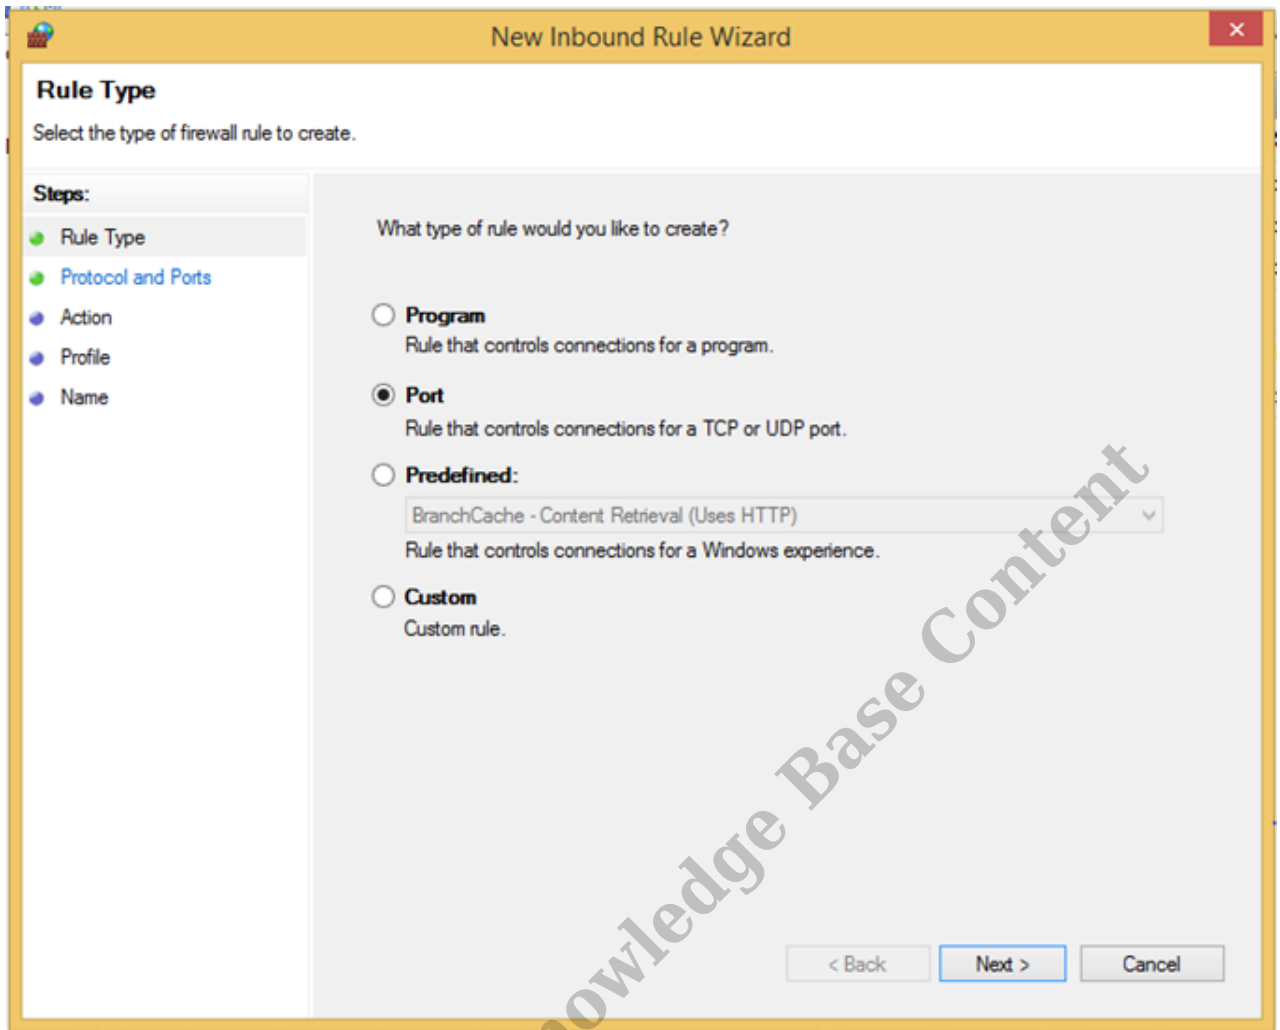 New Inbound Rule Wizard
Rule Type
Select the type of firewall rule to create.
Steps:
Rule Type
Protocol and Ports
Action
Profile
Name
What type of rule would you like to create?
Program
Rule that controls connections for a program.
Port
Rule that controls connections for a TCP or UDP port.
Predefined:
BranchCache - Content Retrieval (Uses HTTP)
Rule that controls connections for a Windows experience.
Custom
Custom rule.
< Back
Next >
Cancel
Base Content